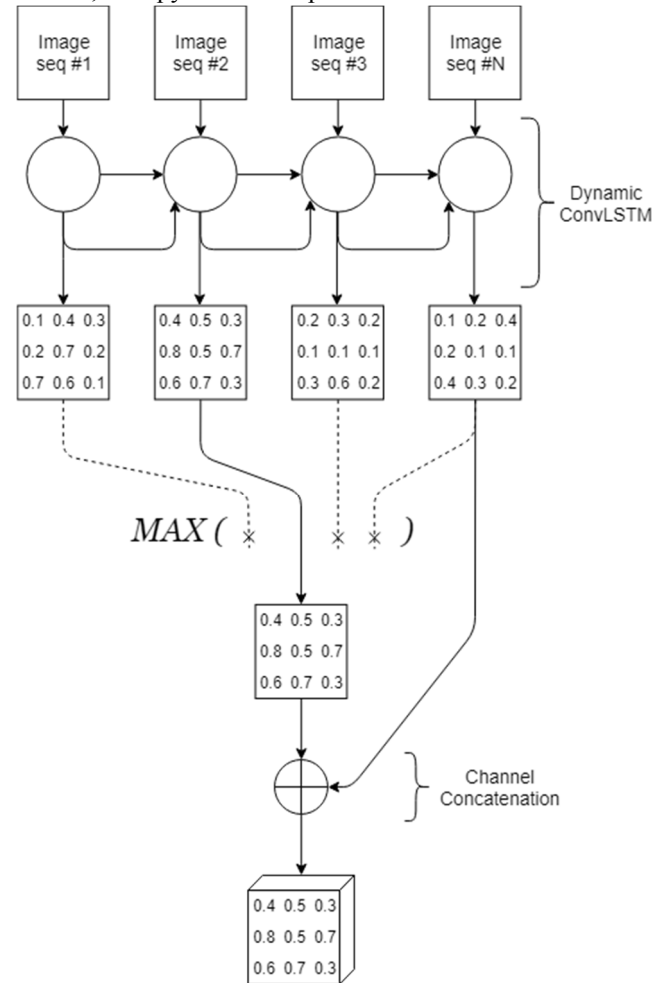 Image
seq #1
Image
seq #2
Image
seq #3
Image
seq #N
Dynamic
ConvLSTM
0.1 0.4 0.3
0.2 0.7 0.2
0.7 0.6 0.1
0.4 0.5 0.3
0.8 0.5 0.7
0.6 0.7 0.3
0.2 0.3 0.2
0.1 0.1 0.1
0.3 0.6 0.2
0.1 0.2 0.4
0.2 0.1 0.1
0.4 0.3 0.2
MAX ( )
0.4 0.5 0.3
0.8 0.5 0.7
0.6 0.7 0.3
Channel
Concatenation
0.4 0.5 0.3
0.8 0.5 0.7
0.6 0.7 0.3